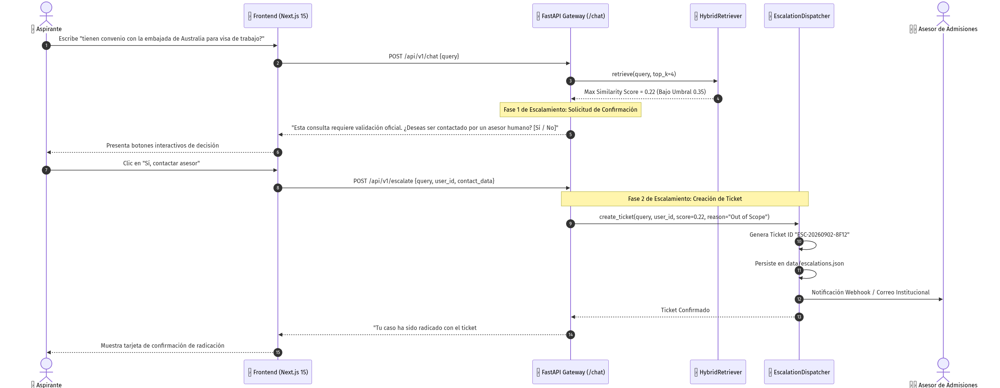 Frontend (Next.js 15)
FastAPI Gateway (/chat)
HybridRetriever
EscalationDispatcher
Aspirante
Asesor de Admisiones
Escribe "tienen convenio con la embajada de Australia para visa de trabajo?"
1
POST /api/v1/chat {query}
2
retrieve(query, top_k=4)
3
Max Similarity Score = 0.22 (Bajo Umbral 0.35)
4
Fase 1 de Escalamiento: Solicitud de Confirmación
"Esta consulta requiere validación oficial. ¿Deseas ser contactado por un asesor humano? [Sí / No]"
5
Presenta botones interactivos de decisión
6
Clic en "Sí, contactar asesor"
7
POST /api/v1/escalate {query, user_id, contact_data}
8
Fase 2 de Escalamiento: Creación de Ticket
create_ticket(query, user_id, score=0.22, reason="Out of Scope")
9
Genera Ticket ID "ESC-20260902-8F12"
10
Persiste en data/escalations.json
11
Notificación Webhook / Correo Institucional
12
Ticket Confirmado
13
"Tu caso ha sido radicado con el ticket
14
Muestra tarjeta de confirmación de radicación
15
Frontend (Next.js 15)
FastAPI Gateway (/chat)
HybridRetriever
EscalationDispatcher
Aspirante
Asesor de Admisiones